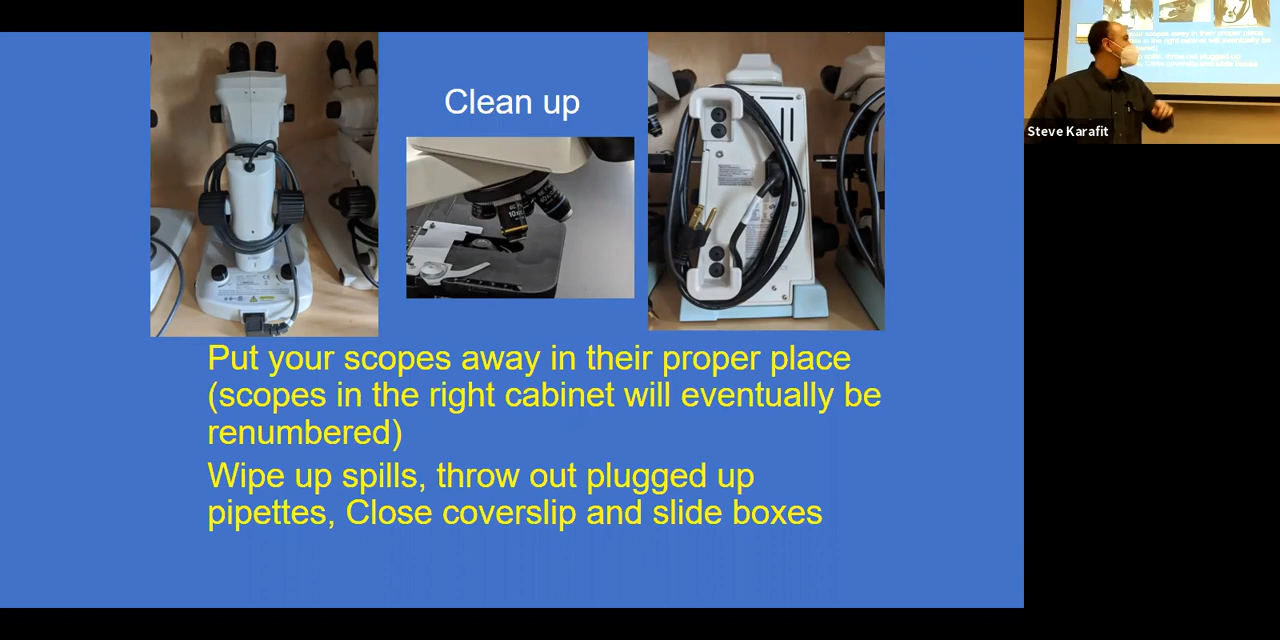 Clean up
Steve Karafit
10x
Put your scopes away in their proper place
(scopes in the right cabinet will eventually be
renumbered)
Wipe up spills, throw out plugged up
pipettes, Close coverslip and slide boxes